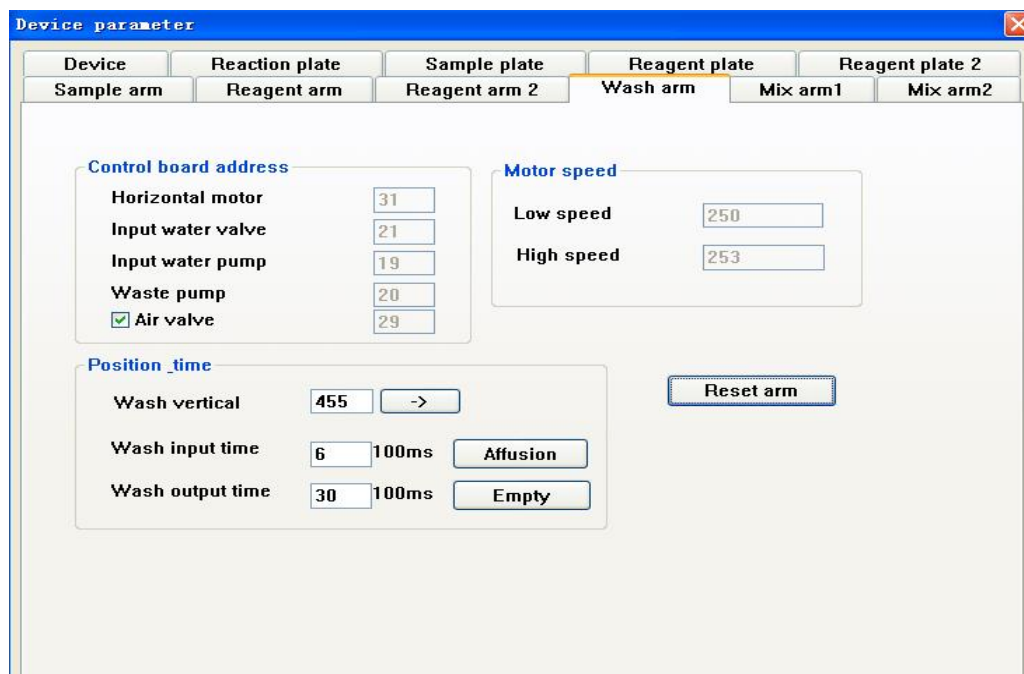 Device parameter
Device Reaction plate Sample plate Reagent plate Reagent plate 2
Sample arm Reagent arm Reagent arm 2 Wash arm Mix arm1 Mix arm2
Control board address
Horizontal motor 31
Input water valve 21
Input water pump 19
Waste pump 20
Air valve 29
Motor speed
Low speed 250
High speed 253
Position _time
Wash vertical 455 ->
Wash input time 6 100ms Affusion
Wash output time 30 100ms Empty
Reset arm